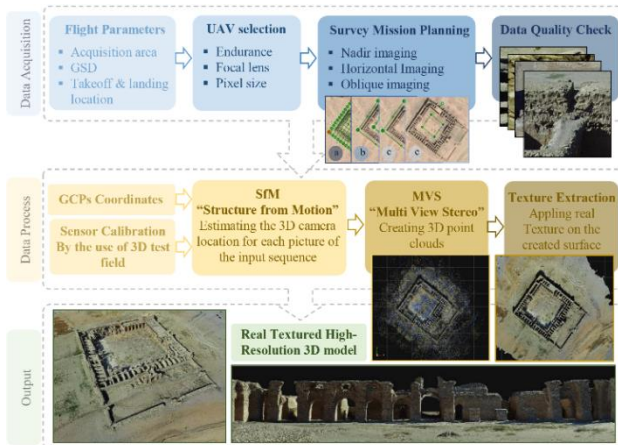 Data Acquisition
Flight Parameters
Acquisition area
GSD
Takeoff & landing
location
UAV selection
Endurance
Focal lens
Pixel size
Survey Mission Planning
Nadir imaging
Horizontal Imaging
Oblique imaging
a
b
c
e
Data Quality Check
Data Process
GCPs Coordinates
Sensor Calibration
By the use of 3D test
field
SfM
“Structure from Motion”
Estimating the 3D camera
location for each picture of
the input sequence
MVS
“Multi View Stereo”
Creating 3D point
clouds
Texture Extraction
Appling real
Texture on the
created surface
Output
Real Textured High-
Resolution 3D model